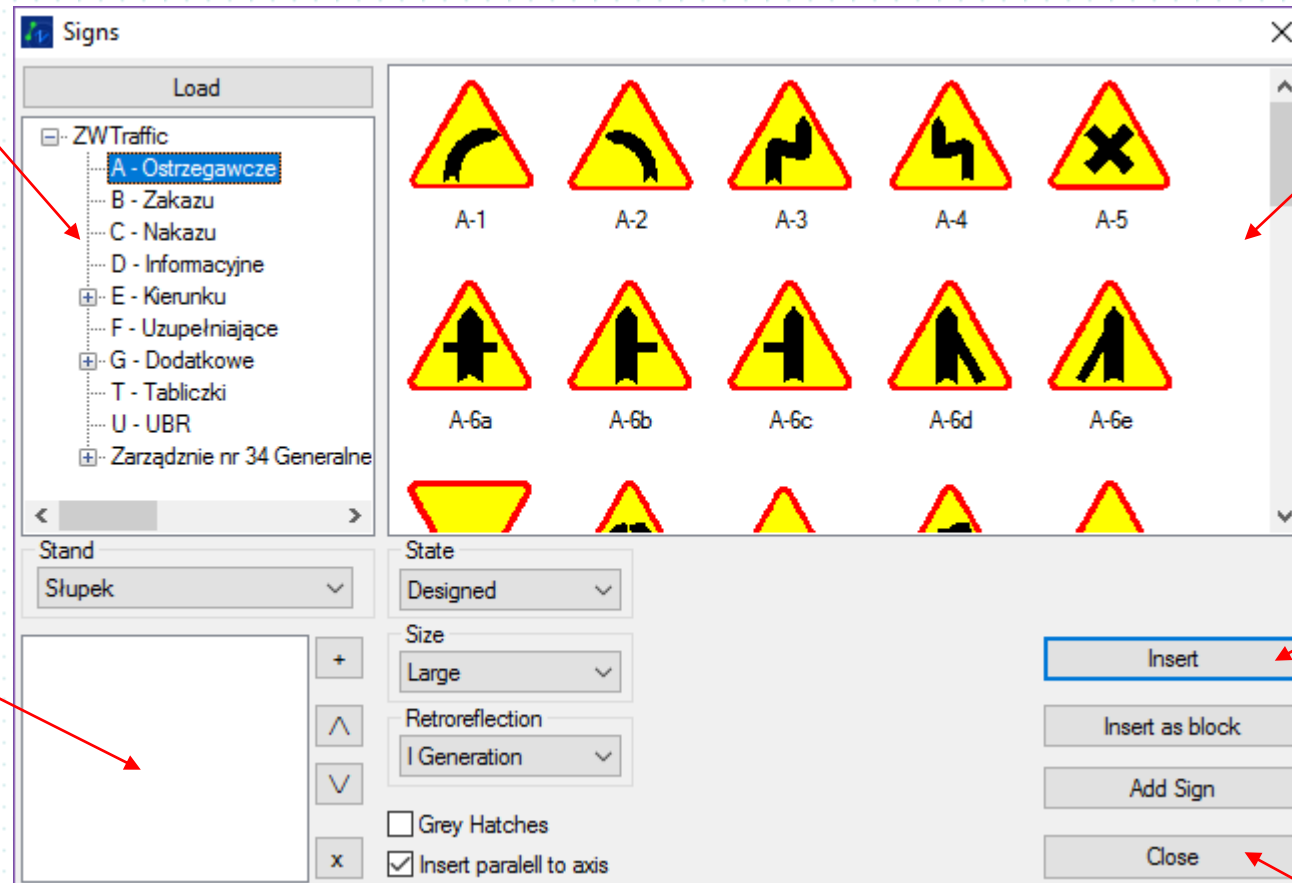 Signs
Load
ZWTraffic
A - Ostrzegawcze
B - Zakazu
C - Nakazu
D - Informacyjne
E - Kierunku
F - Uzupełniające
G - Dodatkowe
T - Tabliczki
U - UBR
Zarządznie nr 34 Generalne
A-1 A-2 A-3 A-4 A-5
A-6a A-6b A-6c A-6d A-6e
Stand
Słupek
+
x
State
Designed
Size
Large
Retroreflection
I Generation
Grey Hatches
Insert paralell to axis
Insert
Insert as block
Add Sign
Close